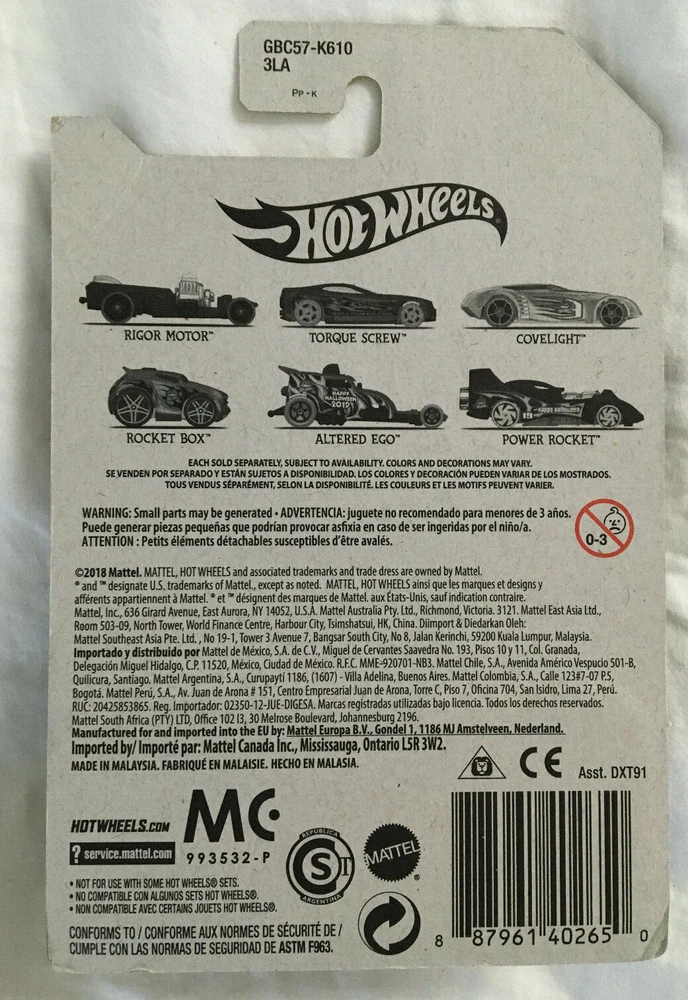 GBC57-K610
3LA
Pp - K
HOT WHEELS
RIGOR MOTOR™ TORQUE SCREW™ COVELIGHT™
HAPPY HALLOWEEN 2019
ROCKET BOX™ ALTERED EGO™ POWER ROCKET™
EACH SOLD SEPARATELY, SUBJECT TO AVAILABILITY. COLORS AND DECORATIONS MAY VARY.
SE VENDEN POR SEPARADO Y ESTÁN SUJETOS A DISPONIBILIDAD. LOS COLORES Y DECORACIÓN PUEDEN VARIAR DE LOS MOSTRADOS.
TOUS VENDUS SÉPARÉMENT, SELON LA DISPONIBILITÉ. LES COULEURS ET LES MOTIFS PEUVENT VARIER.
WARNING: Small parts may be generated • ADVERTENCIA: juguete no recomendado para menores de 3 años.
Puede generar piezas pequeñas que podrían provocar asfixia en caso de ser ingeridas por el niño/a.
ATTENTION : Petits éléments détachables susceptibles d'être avalés.
0-3
©2018 Mattel. MATTEL, HOT WHEELS and associated trademarks and trade dress are owned by Mattel.
® and ™ designate U.S. trademarks of Mattel., except as noted. MATTEL, HOT WHEELS ainsi que les marques et designs y
afférents appartiennent à Mattel. ® et ™ désignent des marques de Mattel. aux États-Unis, sauf indication contraire.
Mattel, Inc., 636 Girard Avenue, East Aurora, NY 14052, U.S.A. Mattel Australia Pty. Ltd., Richmond, Victoria. 3121. Mattel East Asia Ltd.,
Room 503-09, North Tower, World Finance Centre, Harbour City, Tsimshatsui, HK, China. Diimport & Diedarkan Oleh:
Mattel Southeast Asia Pte. Ltd. , No 19-1, Tower 3 Avenue 7, Bangsar South City, No 8, Jalan Kerinchi, 59200 Kuala Lumpur, Malaysia.
Importado y distribuido por Mattel de México, S.A. de C.V., Miguel de Cervantes Saavedra No. 193, Pisos 10 y 11, Col. Granada,
Delegación Miguel Hidalgo, C.P. 11520, México, Ciudad de México. R.F.C. MME-920701-NB3. Mattel Chile, S.A., Avenida Américo Vespucio 501-B,
Quilicura, Santiago. Mattel Argentina, S.A., Curupaytí 1186, (1607) - Villa Adelina, Buenos Aires. Mattel Colombia, S.A., Calle 123#7-07 P.5,
Bogotá. Mattel Perú, S.A., Av. Juan de Arona # 151, Centro Empresarial Juan de Arona, Torre C, Piso 7, Oficina 704, San Isidro, Lima 27, Perú.
RUC: 20425853865. Reg. Importador: 02350-12-JUE-DIGESA. Marcas registradas utilizadas bajo licencia. Todos los derechos reservados.
Mattel South Africa (PTY) LTD, Office 102 I3, 30 Melrose Boulevard, Johannesburg 2196.
Manufactured for and imported into the EU by: Mattel Europa B.V., Gondel 1, 1186 MJ Amstelveen, Nederland.
Imported by/ Importé par: Mattel Canada Inc., Mississauga, Ontario L5R 3W2.
MADE IN MALAYSIA. FABRIQUÉ EN MALAISIE. HECHO EN MALASIA.
CE Asst. DXT91
HOTWHEELS.COM
? service.mattel.com
MC
993532-P
REPÚBLICA
S
ARGENTINA
MATTEL®
• NOT FOR USE WITH SOME HOT WHEELS® SETS.
• NO COMPATIBLE CON ALGUNOS SETS HOT WHEELS®.
• NON COMPATIBLE AVEC CERTAINS JOUETS HOT WHEELS®.
CONFORMS TO / CONFORME AUX NORMES DE SÉCURITÉ DE /
CUMPLE CON LAS NORMAS DE SEGURIDAD DE ASTM F963.
8 87961 40265 0